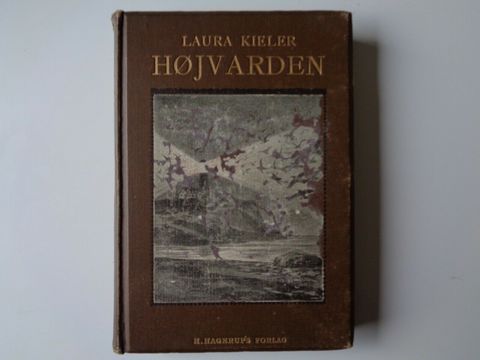 LAURA KIELER
HØJVARDEN
H. HAGERUP'S FORLAG